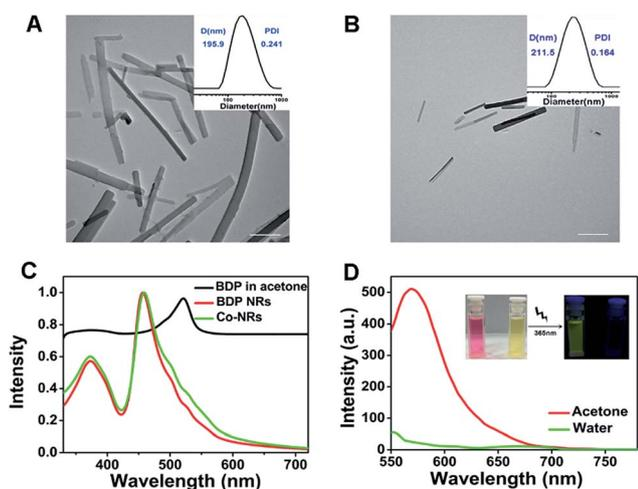 A
D(nm) PDI
195.9 0.241
100 1000
Diameter(nm)
B
D(nm) PDI
211.5 0.164
100 1000
Diameter(nm)
C
BDP in acetone
BDP NRs
Co-NRs
1.0
0.8
0.6
0.4
0.2
0.0
Intensity
400 500 600 700
Wavelength (nm)
D
500
400
300
200
100
0
Intensity (a.u.)
365nm
Acetone
Water
550 600 650 700 750
Wavelength (nm)